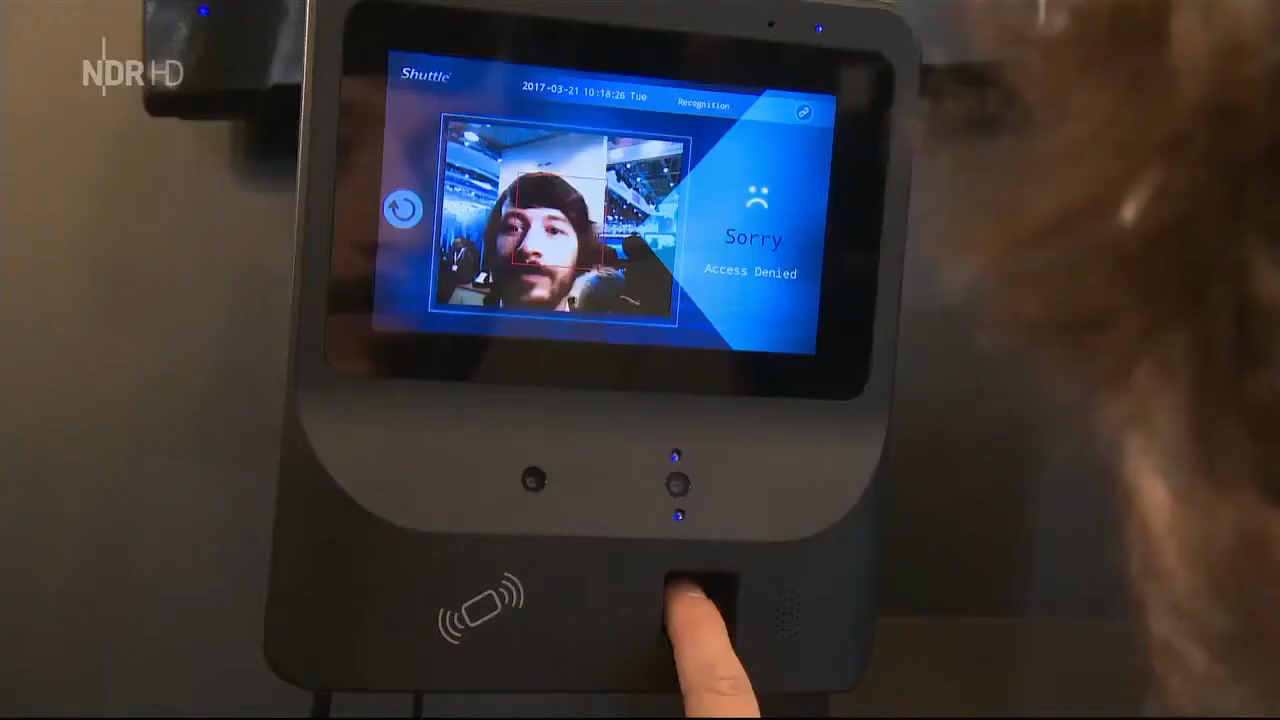 NDR HD
Shuttle
2017-03-21 10:18:26 Tue
Recognition
Sorry
Access Denied